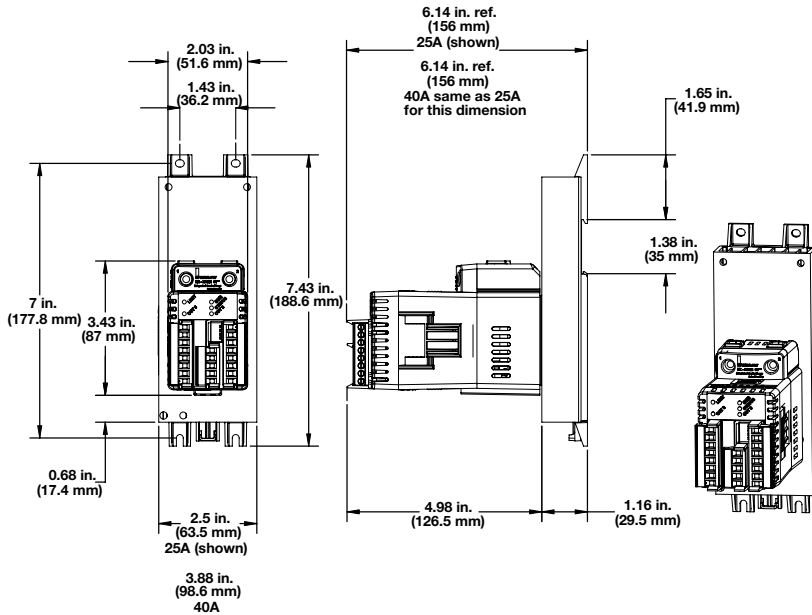 6.14 in. ref.
(156 mm)
25A (shown)
6.14 in. ref.
(156 mm)
40A same as 25A
for this dimension
2.03 in.
(51.6 mm)
1.43 in.
(36.2 mm)
1.65 in.
(41.9 mm)
1.38 in.
(35 mm)
7 in.
(177.8 mm)
3.43 in.
(87 mm)
7.43 in.
(188.6 mm)
0.68 in.
(17.4 mm)
2.5 in.
(63.5 mm)
25A (shown)
3.88 in.
(98.6 mm)
40A
4.98 in.
(126.5 mm)
1.16 in.
(29.5 mm)